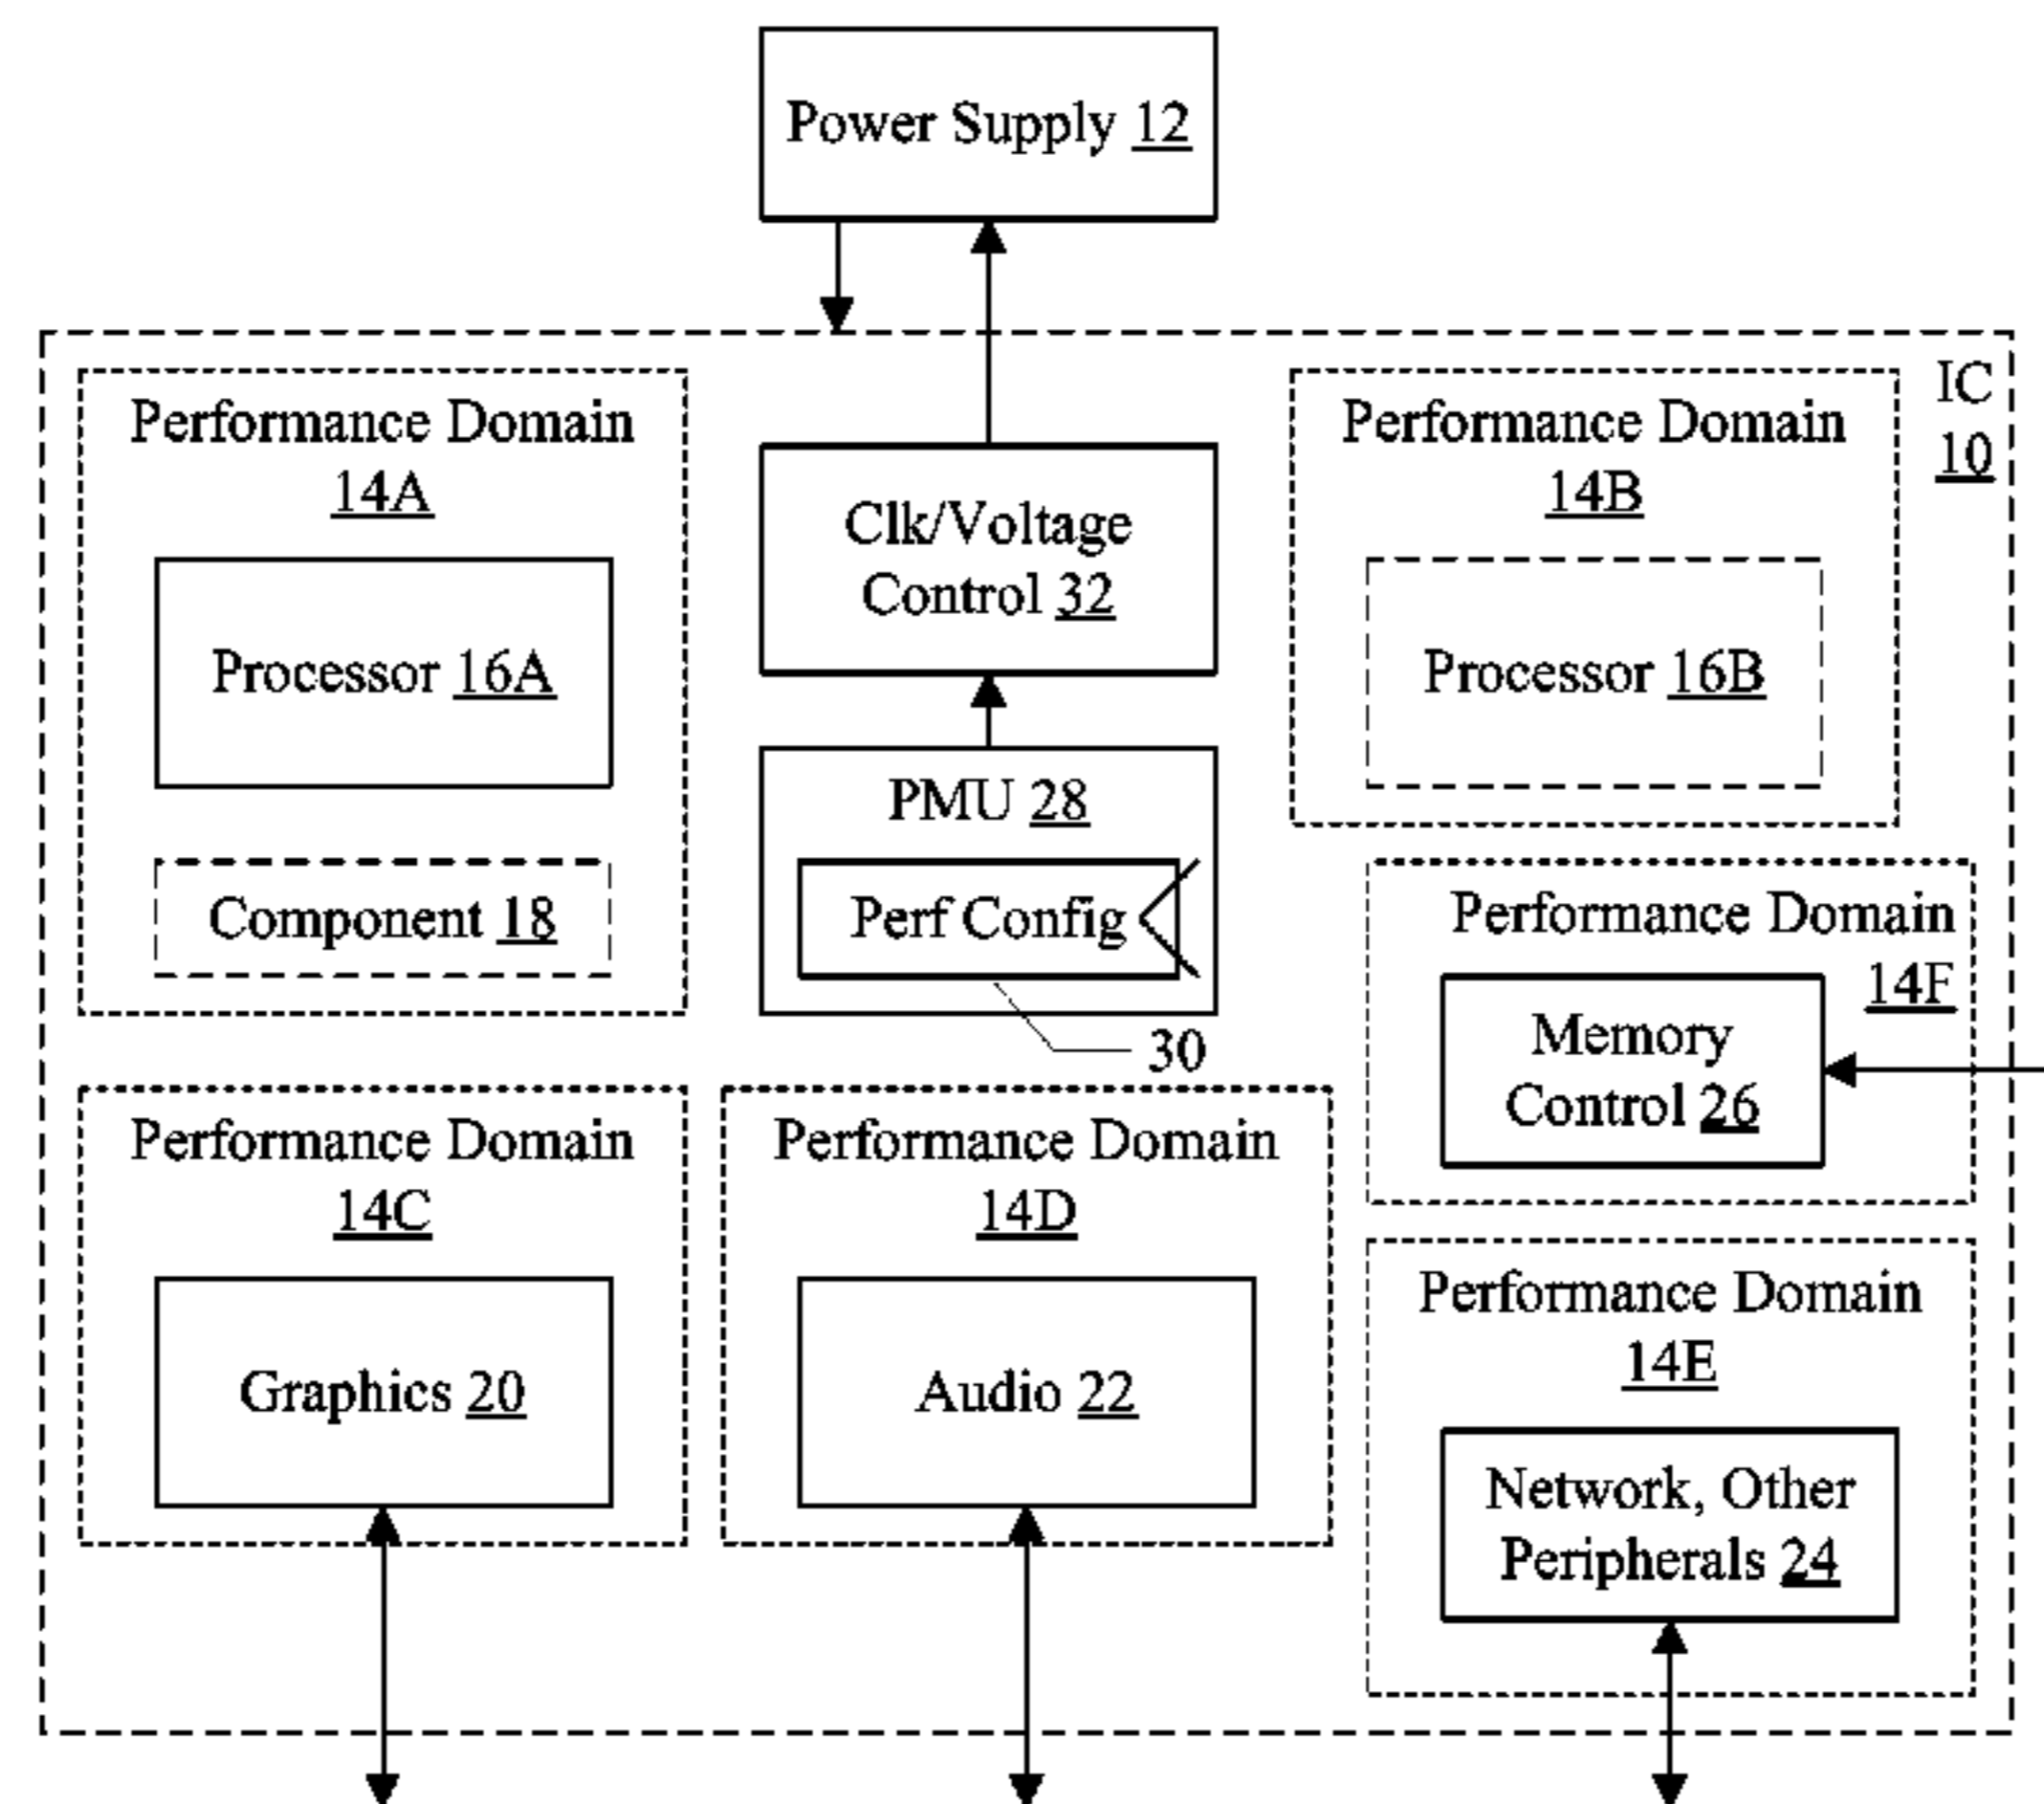 Power Supply 12
IC
10
Performance Domain
14A
Processor 16A
Component 18
Clk/Voltage
Control 32
PMU 28
Perf Config
30
Performance Domain
14B
Processor 16B
Performance Domain
14F
Memory
Control 26
Performance Domain
14C
Graphics 20
Performance Domain
14D
Audio 22
Performance Domain
14E
Network, Other
Peripherals 24